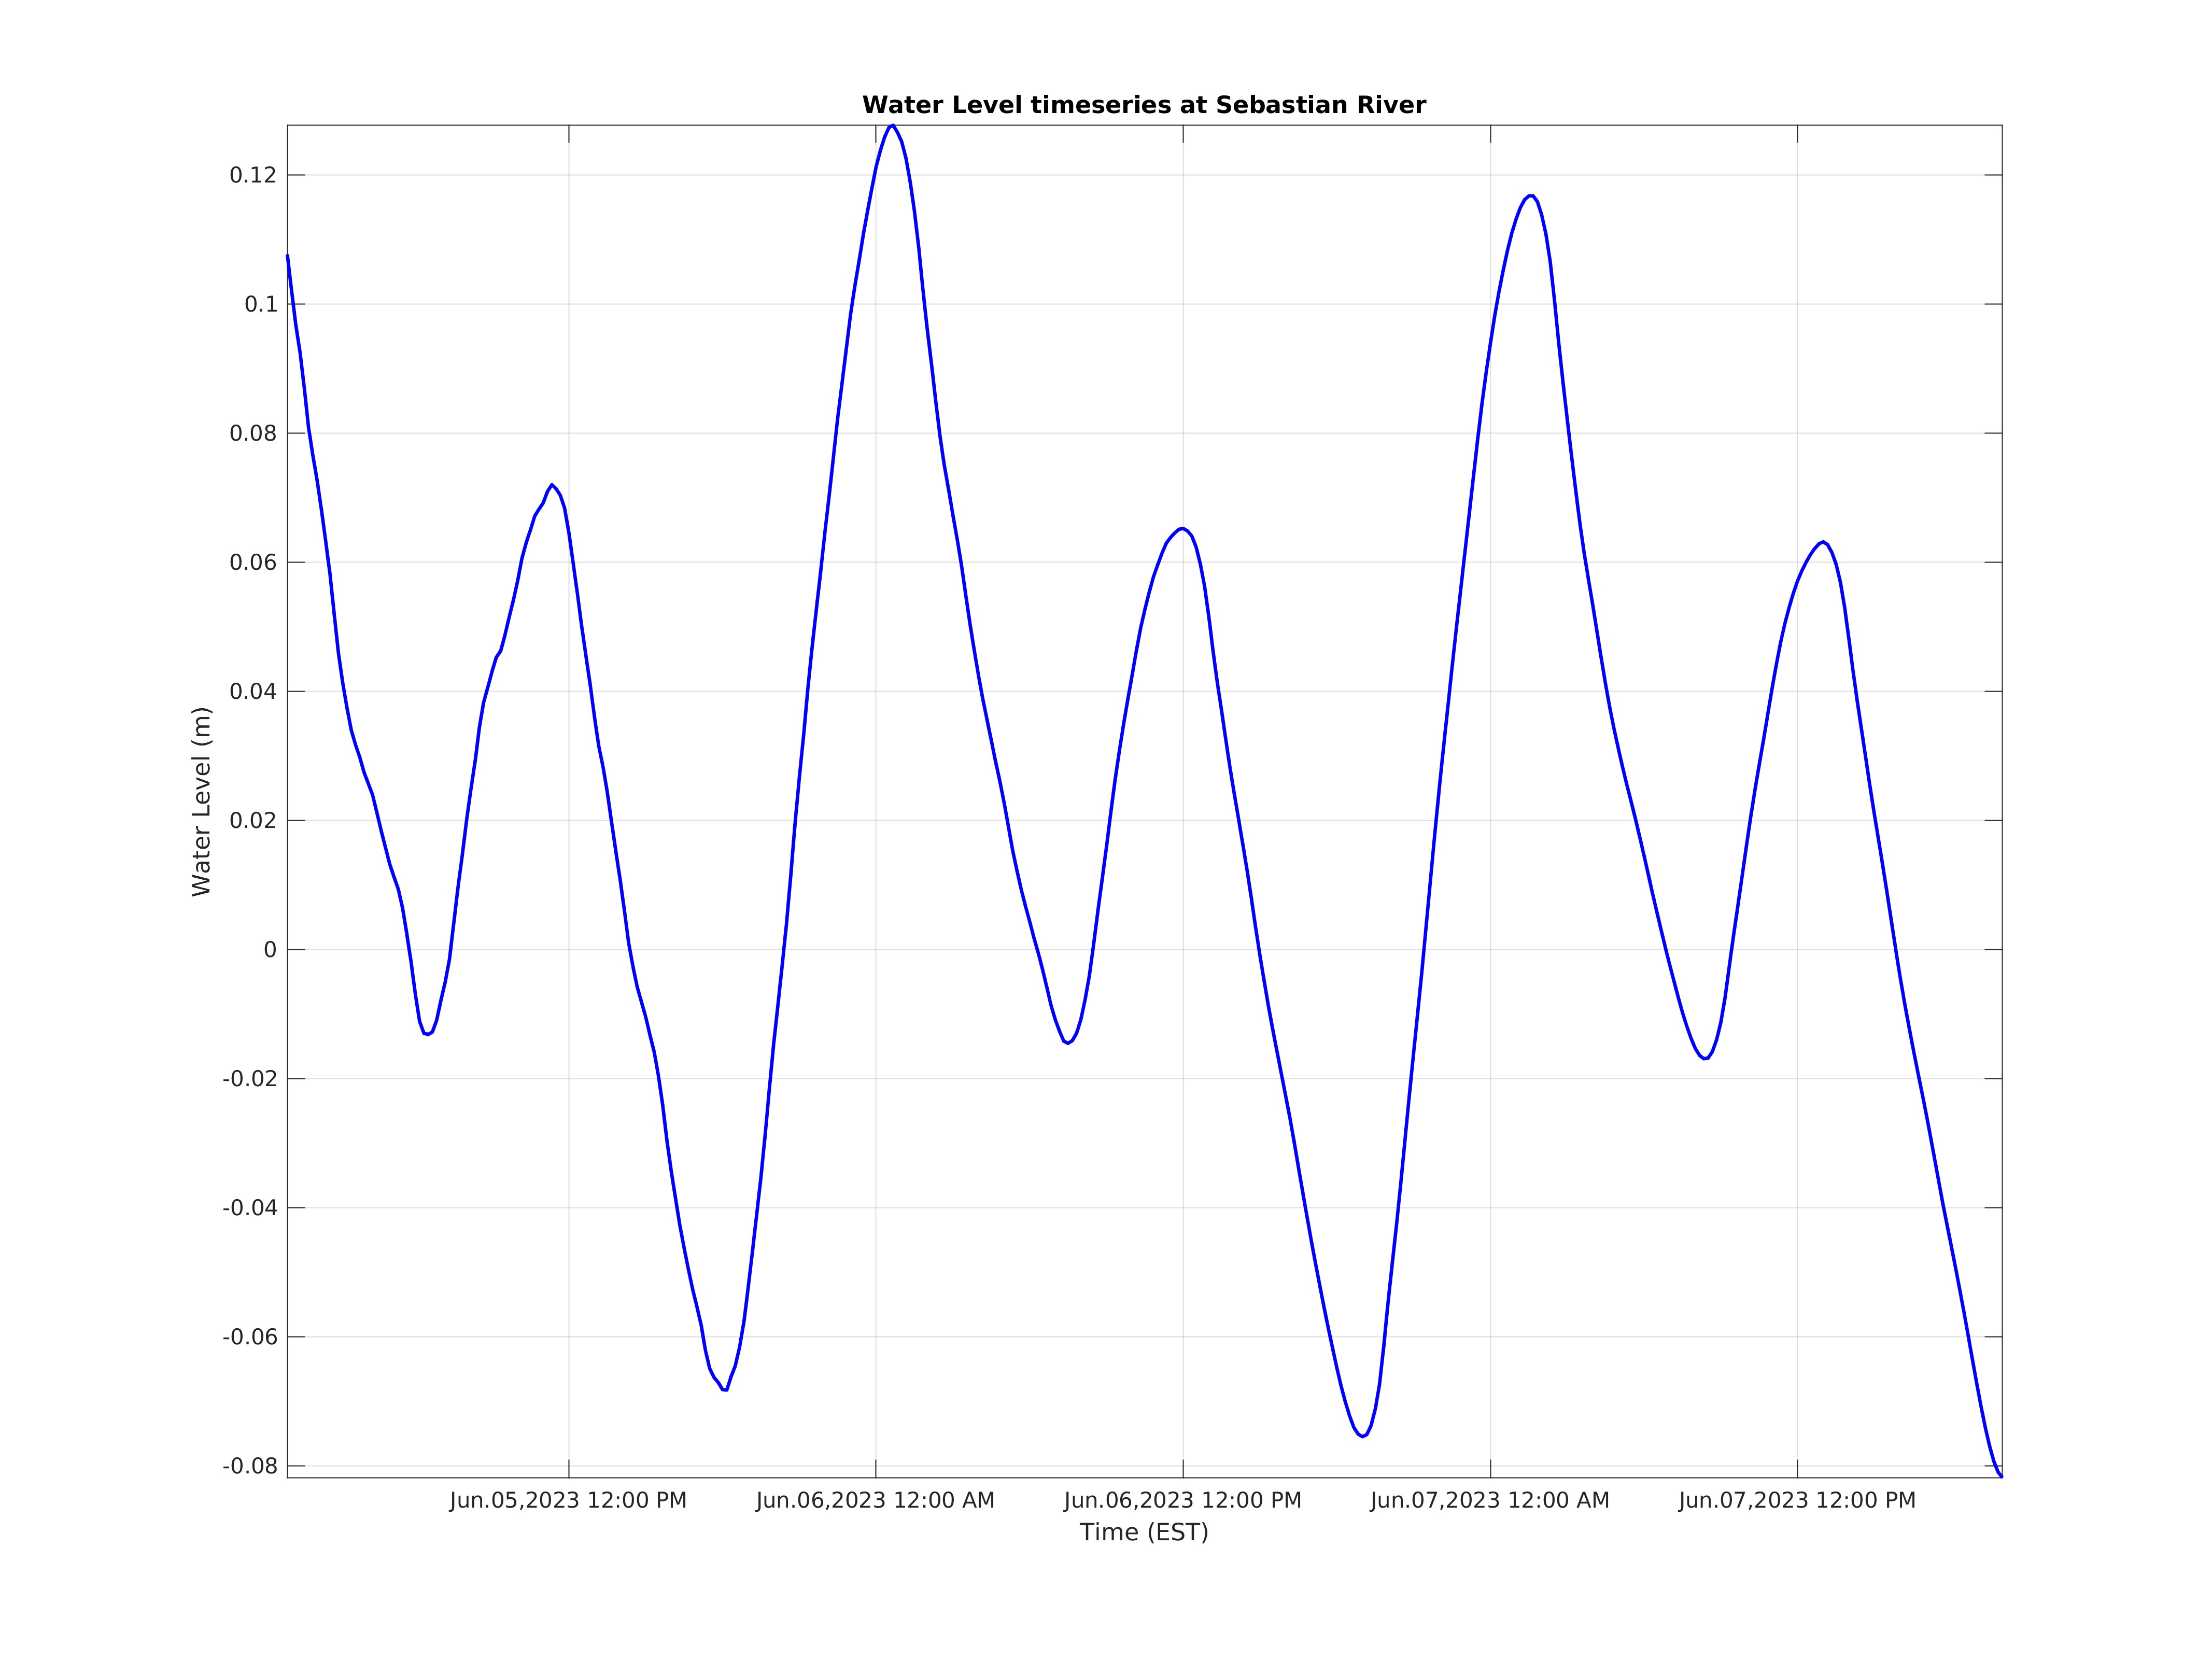 Water Level timeseries at Sebastian River
0.12
0.1
0.08
0.06
0.04
0.02
0
-0.02
-0.04
-0.06
-0.08
Water Level (m)
Jun.05,2023 12:00 PM
Jun.06,2023 12:00 AM
Jun.06,2023 12:00 PM
Jun.07,2023 12:00 AM
Jun.07,2023 12:00 PM
Time (EST)